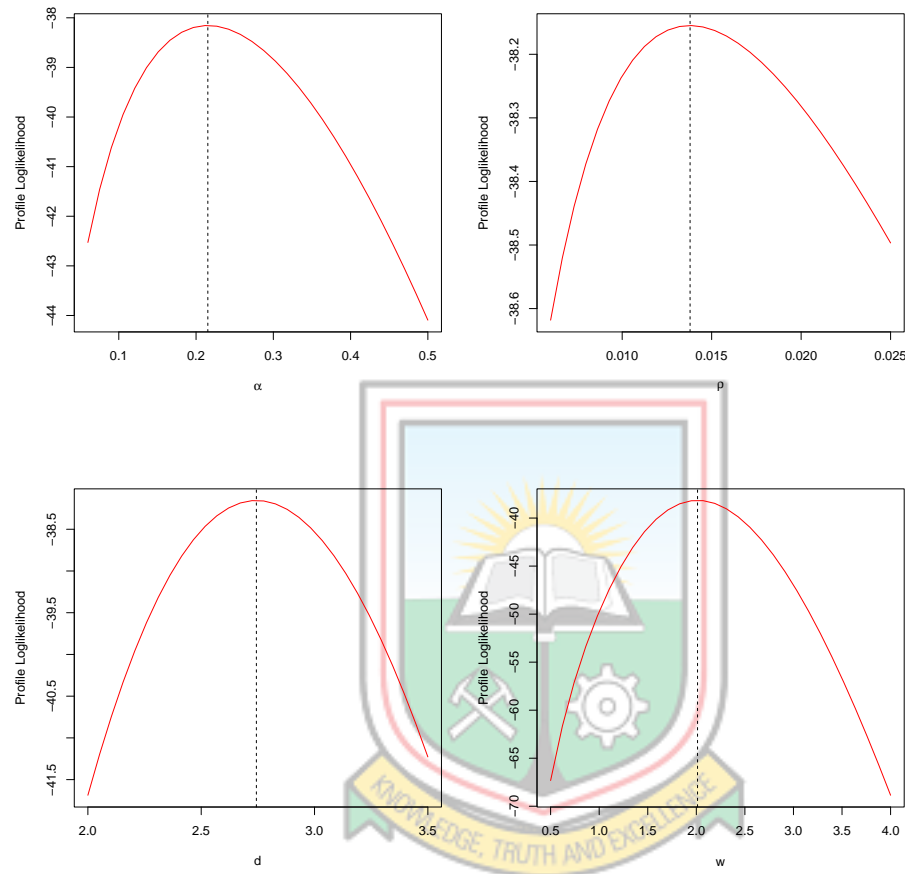 Profile Loglikelihood
−38
−39
−40
−41
−42
−43
−44
0.1 0.2 0.3 0.4 0.5
α
Profile Loglikelihood
−38.2
−38.3
−38.4
−38.5
−38.6
0.010 0.015 0.020 0.025
ρ
Profile Loglikelihood
−38.5
−39.5
−40.5
−41.5
2.0 2.5 3.0 3.5
d
Profile Loglikelihood
−40
−45
−50
−55
−60
−65
−70
0.5 1.0 1.5 2.0 2.5 3.0 3.5 4.0
w
KNOWLEDGE, TRUTH AND EXCELLENCE